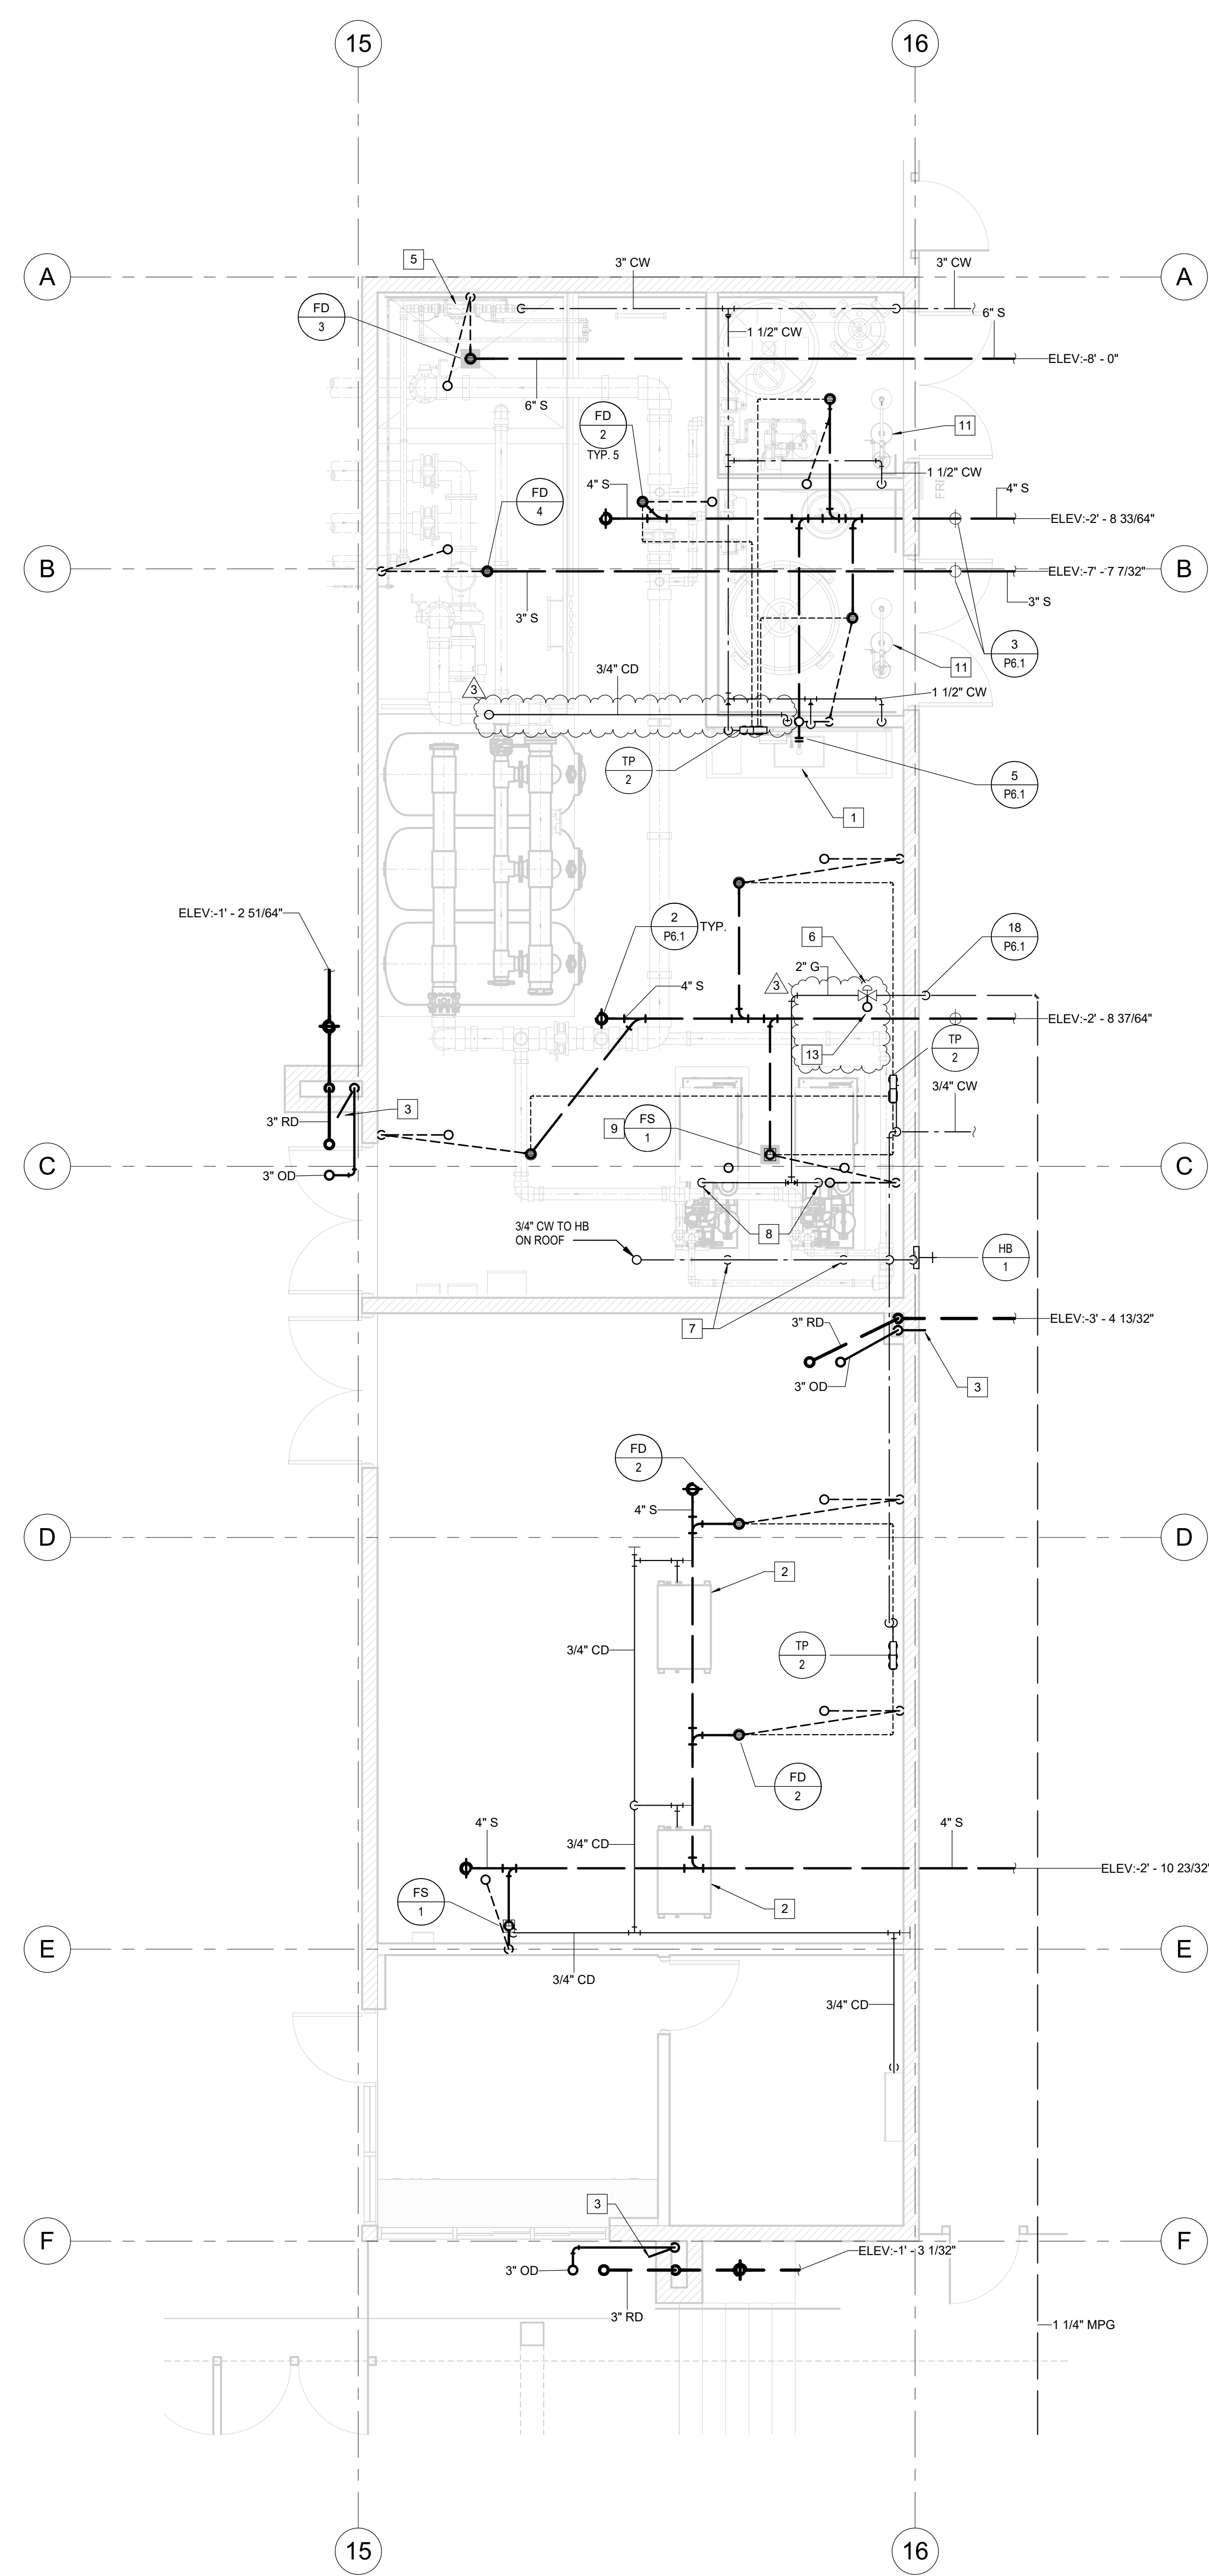 15
16
A
A
5
3" CW
3" CW
FD
3
6" S
1 1/2" CW
ELEV:-8' - 0"
6" S
FD
2
TYP. 5
11
1 1/2" CW
4" S
FD
4
4" S
FRI
ELEV:-2' - 8 33/64"
B
B
ELEV:-7' -7 7/32"
3" S
3" S
3
P6.1
11
3/4" CD
3
1 1/2" CW
TP
2
5
P6.1
1
ELEV:-1' - 2 51/64"
2
P6.1
TYP.
6
18
P6.1
2" G
3
4" S
ELEV:-2' - 8 37/64"
13
TP
2
3/4" CW
3
3" RD
9
FS
1
C
C
3" OD
3/4" CW TO HB
ON ROOF
8
HB
1
7
3" RD
ELEV:-3' - 4 13/32"
3" OD
3
FD
2
4" S
D
D
2
3/4" CD
TP
2
FD
2
4" S
4" S
3/4" CD
ELEV:-2' - 10 23/32"
FS
1
2
E
E
3/4" CD
3/4" CD
3
F
F
ELEV:-1' - 3 1/32"
3" OD
3" RD
1 1/4" MPG
15
16